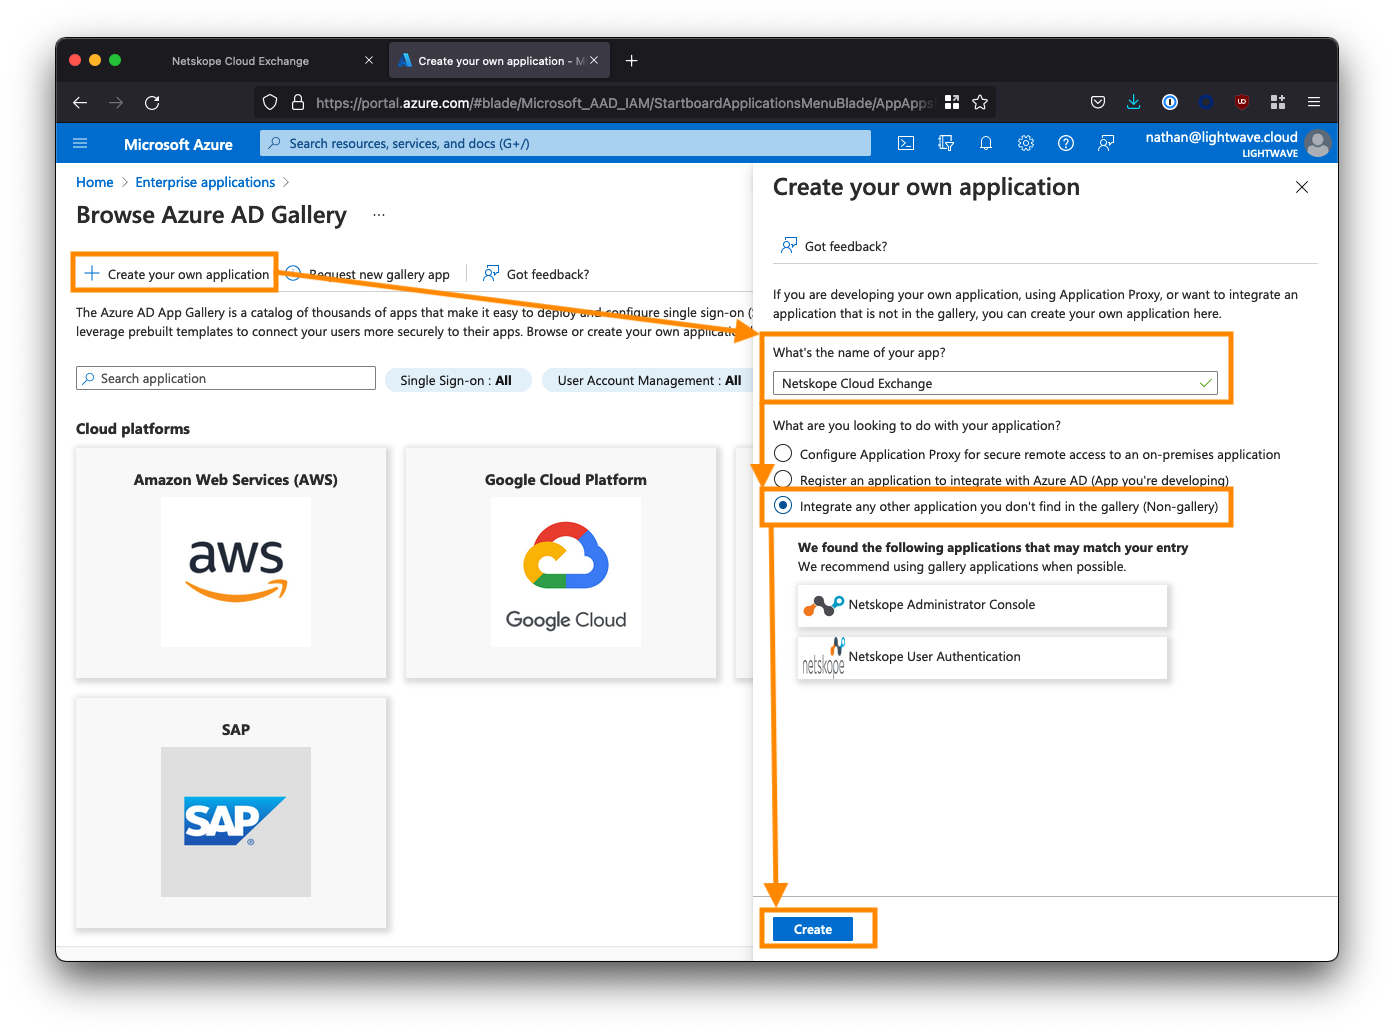 Netskope Cloud Exchange
Create your own application - M
https://portal.azure.com/#blade/Microsoft_AAD_IAM/StartboardApplicationsMenuBlade/AppApps
Microsoft Azure
Search resources, services, and docs (G+/)
nathan@lightwave.cloud
LIGHTWAVE
Home
Enterprise applications
Browse Azure AD Gallery
...
Create your own application
Request new gallery app
Got feedback?
The Azure AD App Gallery is a catalog of thousands of apps that make it easy to deploy and configure single sign-on
leverage prebuilt templates to connect your users more securely to their apps. Browse or create your own application
Search application
Single Sign-on : All
User Account Management : All
Cloud platforms
Amazon Web Services (AWS)
aws
Google Cloud Platform
Google Cloud
SAP
SAP
®
Create your own application
Got feedback?
If you are developing your own application, using Application Proxy, or want to integrate an
application that is not in the gallery, you can create your own application here.
What's the name of your app?
Netskope Cloud Exchange
What are you looking to do with your application?
Configure Application Proxy for secure remote access to an on-premises application
Register an application to integrate with Azure AD (App you're developing)
Integrate any other application you don't find in the gallery (Non-gallery)
We found the following applications that may match your entry
We recommend using gallery applications when possible.
Netskope Administrator Console
netskope
Netskope User Authentication
Create